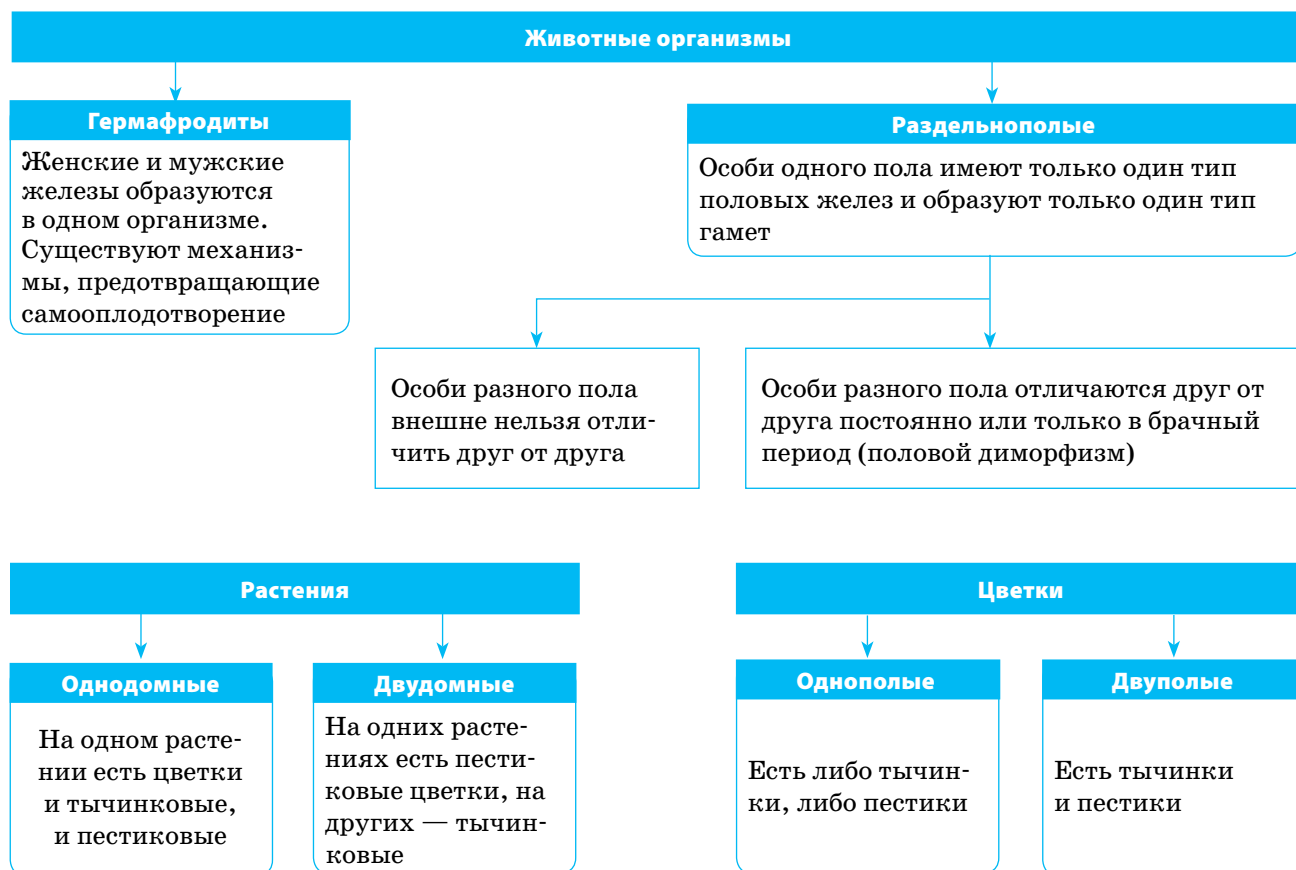 Животные организмы
Гермафродиты
Женские и мужские
железы образуются
в одном организме.
Существуют механиз-
мы, предотвращающие
самооплодотворение
Раздельнополые
Особи одного пола имеют только один тип
половых желез и образуют только один тип
гамет
Особи разного пола
внешне нельзя отли-
чить друг от друга
Особи разного пола отличаются друг от
друга постоянно или только в брачный
период (половой диморфизм)
Растения
Однодомные
На одном расте-
нии есть цветки
и тычинковые,
и пестиковые
Двудомные
На одних расте-
ниях есть пести-
ковые цветки, на
других — тычин-
ковые
Цветки
Однополые
Есть либо тычин-
ки, либо пестики
Двуполые
Есть тычинки
и пестики